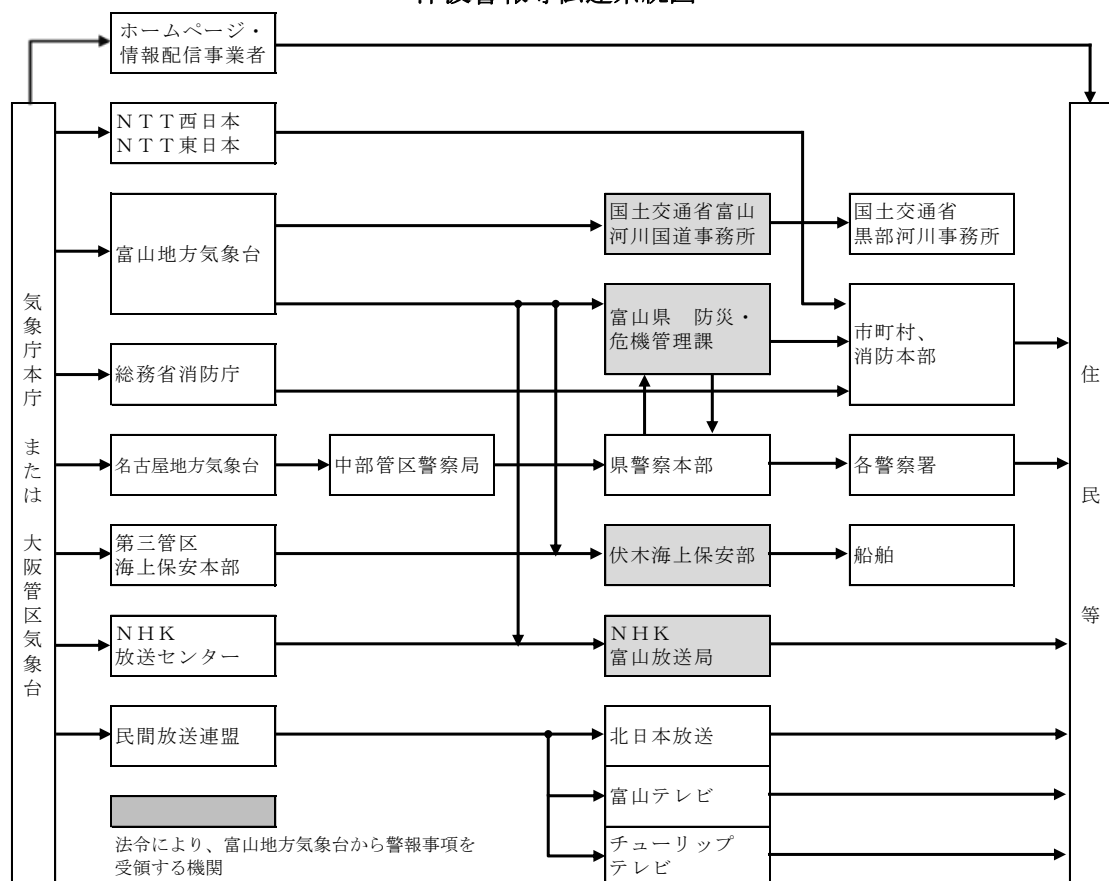 津波警報等伝達系統図
ホームページ・
情報配信事業者
NTT西日本
NTT東日本
国土交通省富山
河川国道事務所
国土交通省
黒部河川事務所
富山地方気象台
気象庁本庁 または 大阪管区気象台
富山県 防災・
危機管理課
市町村、
消防本部
総務省消防庁
住民等
名古屋地方気象台
中部管区警察局
県警察本部
各警察署
第三管区
海上保安本部
伏木海上保安部
船舶
NHK
放送センター
NHK
富山放送局
民間放送連盟
北日本放送
富山テレビ
チューリップ
テレビ
法令により、富山地方気象台から警報事項を
受領する機関